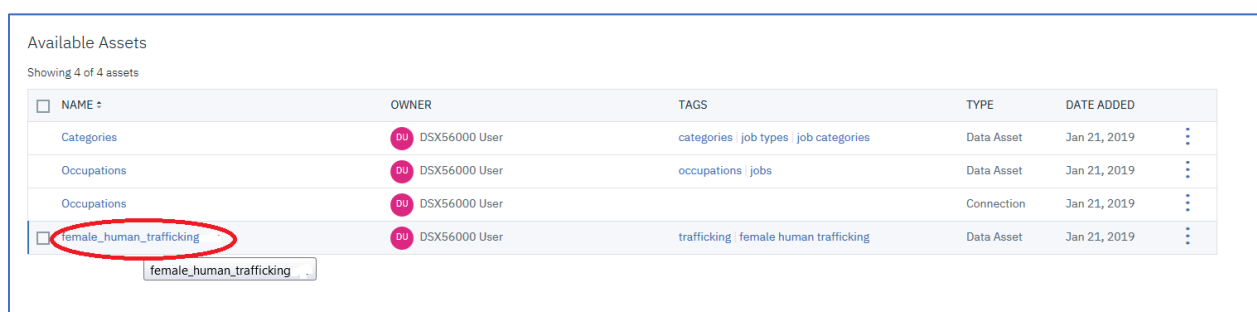 Available Assets
Showing 4 of 4 assets
NAME OWNER TAGS TYPE DATE ADDED
Categories DU DSX56000 User categories | job types | job categories Data Asset Jan 21, 2019
Occupations DU DSX56000 User occupations | jobs Data Asset Jan 21, 2019
Occupations DU DSX56000 User Connection Jan 21, 2019
female_human_trafficking DU DSX56000 User trafficking | female human trafficking Data Asset Jan 21, 2019
female_human_trafficking